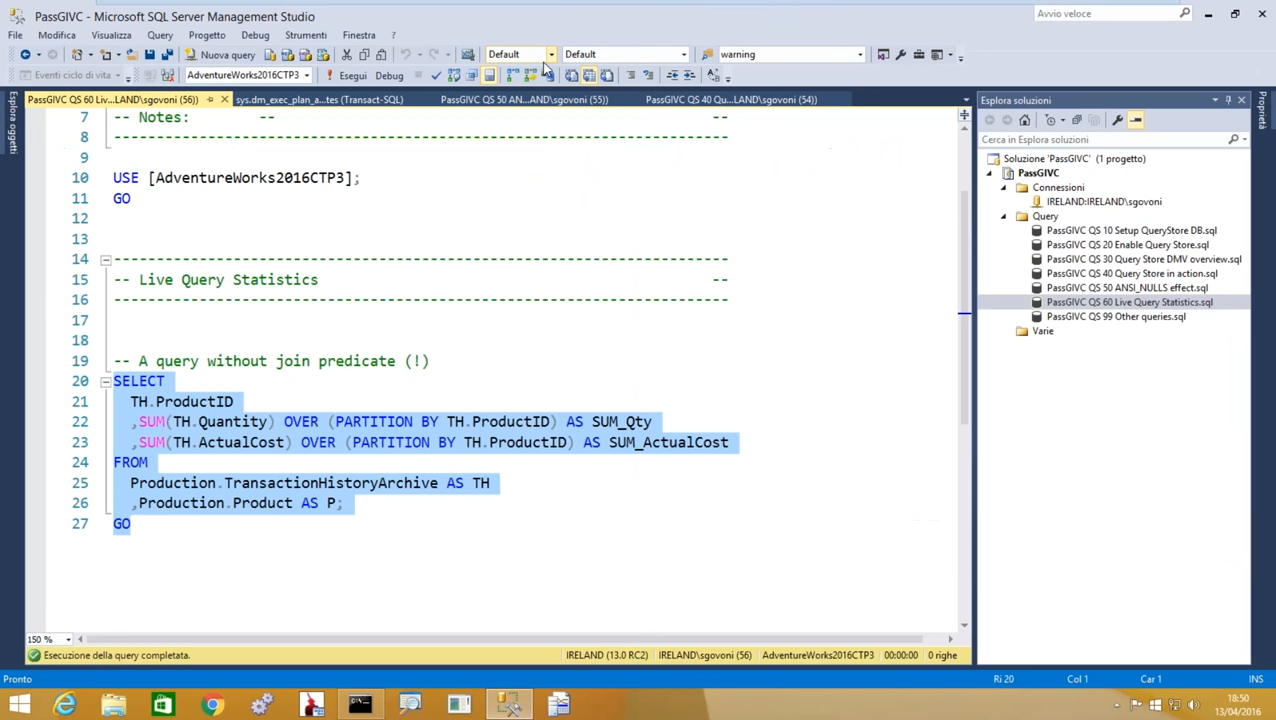 PassGIVC - Microsoft SQL Server Management Studio
Avvio veloce
File Modifica Visualizza Query Progetto Debug Strumenti Finestra ?
Nuova query Default Default warning
Eventi ciclo di vita AdventureWorks2016CTP3 Esegui Debug
PassGIVC QS 60 Liv...LAND\sgovoni (56)) sys.dm_exec_plan_a...tes (Transact-SQL) PassGIVC QS 50 AN...AND\sgovoni (55)) PassGIVC QS 40 Qu...LAND\sgovoni (54))
Esplora oggetti
7 -- Notes: -- --
8 ------------------------------------------------------------------------
9
10 USE [AdventureWorks2016CTP3];
11 GO
12
13
14 ------------------------------------------------------------------------
15 -- Live Query Statistics --
16 ------------------------------------------------------------------------
17
18
19 -- A query without join predicate (!)
20 SELECT
21 TH.ProductID
22 ,SUM(TH.Quantity) OVER (PARTITION BY TH.ProductID) AS SUM_Qty
23 ,SUM(TH.ActualCost) OVER (PARTITION BY TH.ProductID) AS SUM_ActualCost
24 FROM
25 Production.TransactionHistoryArchive AS TH
26 ,Production.Product AS P;
27 GO
150 %
Esecuzione della query completata. IRELAND (13.0 RC2) IRELAND\sgovoni (56) AdventureWorks2016CTP3 00:00:00 0 righe
Esplora soluzioni
Cerca in Esplora soluzioni
Soluzione 'PassGIVC' (1 progetto)
PassGIVC
Connessioni
IRELAND:IRELAND\sgovoni
Query
PassGIVC QS 10 Setup QueryStore DB.sql
PassGIVC QS 20 Enable Query Store.sql
PassGIVC QS 30 Query Store DMV overview.sql
PassGIVC QS 40 Query Store in action.sql
PassGIVC QS 50 ANSI_NULLS effect.sql
PassGIVC QS 60 Live Query Statistics.sql
PassGIVC QS 99 Other queries.sql
Varie
Proprietà
Pronto Ri 20 Col 1 Car 1 INS
18:50
13/04/2016